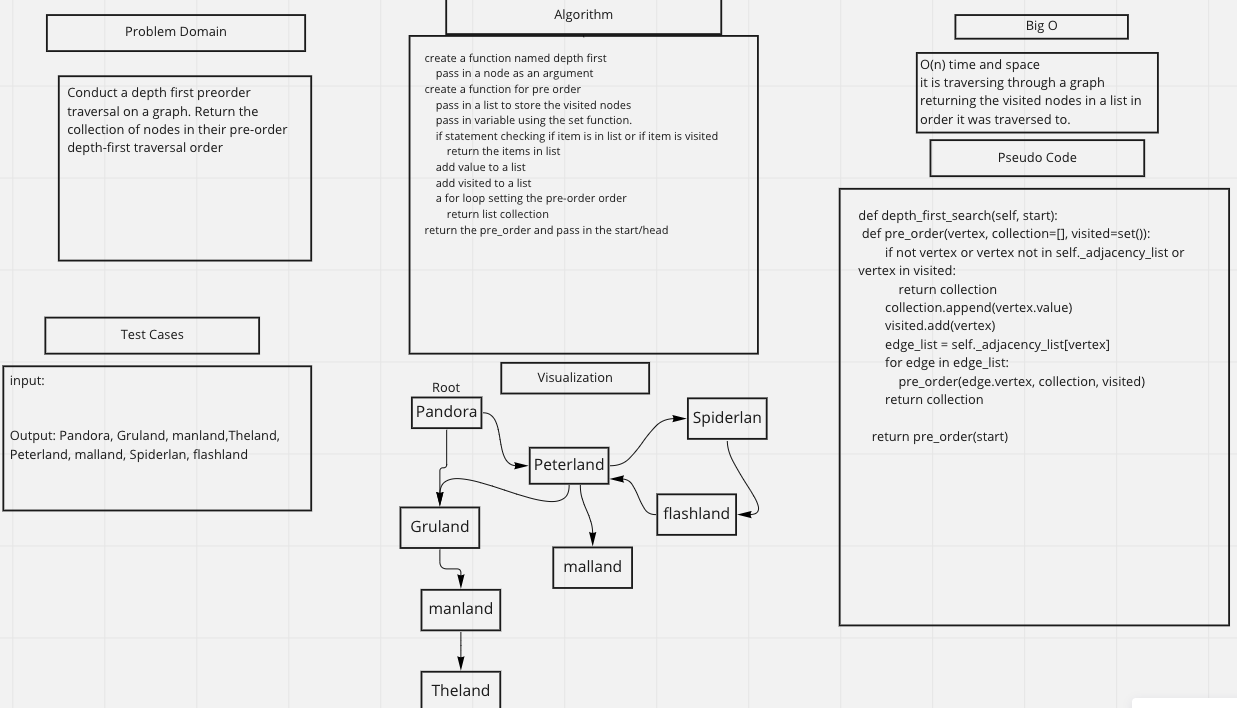 Problem Domain
Conduct a depth first preorder
traversal on a graph. Return the
collection of nodes in their pre-order
depth-first traversal order
Test Cases
input:
Output: Pandora, Gruland, manland,Theland,
Peterland, malland, Spiderlan, flashland
Algorithm
create a function named depth first
pass in a node as an argument
create a function for pre order
pass in a list to store the visited nodes
pass in variable using the set function.
if statement checking if item is in list or if item is visited
return the items in list
add value to a list
add visited to a list
a for loop setting the pre-order order
return list collection
return the pre_order and pass in the start/head
Visualization
Root
Pandora
Spiderlan
Peterland
flashland
Gruland
malland
manland
Theland
Big O
O(n) time and space
it is traversing through a graph
returning the visited nodes in a list in
order it was traversed to.
Pseudo Code
def depth_first_search(self, start):
def pre_order(vertex, collection=[], visited=set()):
if not vertex or vertex not in self._adjacency_list or
vertex in visited:
return collection
collection.append(vertex.value)
visited.add(vertex)
edge_list = self._adjacency_list[vertex]
for edge in edge_list:
pre_order(edge.vertex, collection, visited)
return collection
return pre_order(start)